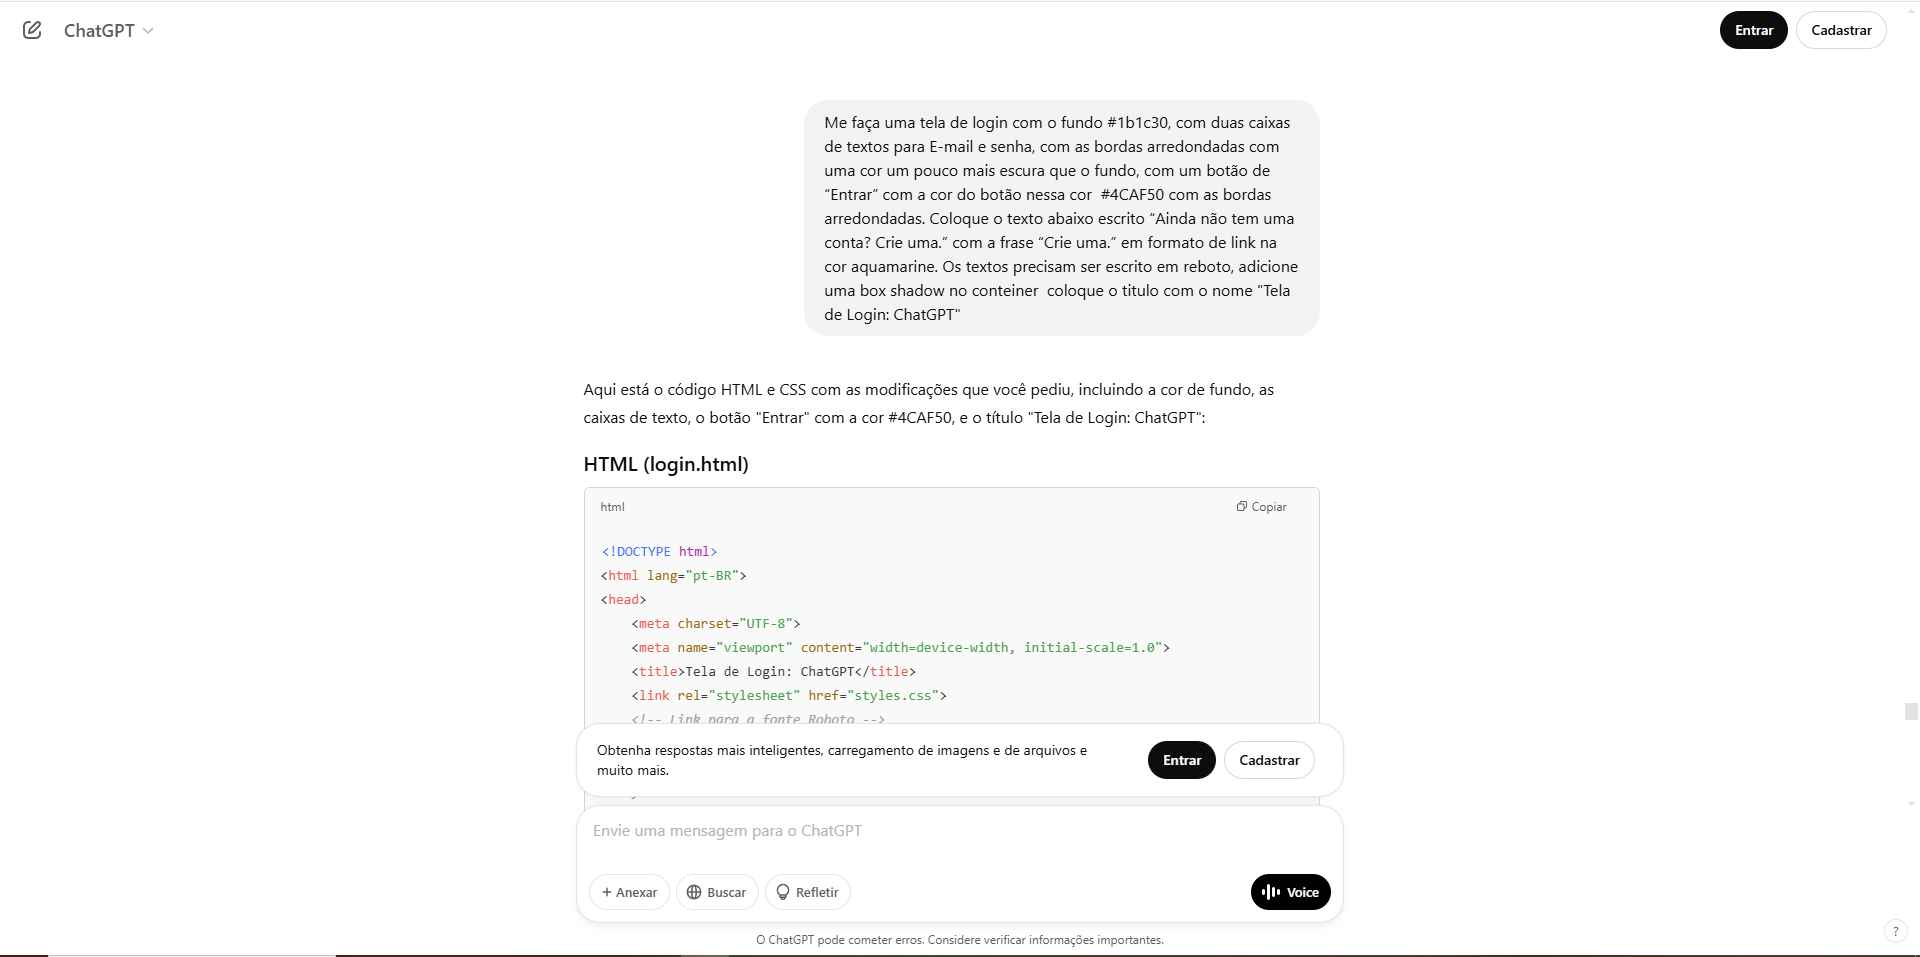 ChatGPT
Entrar
Cadastrar
Me faça uma tela de login com o fundo #1b1c30, com duas caixas
de textos para E-mail e senha, com as bordas arredondadas com
uma cor um pouco mais escura que o fundo, com um botão de
“Entrar” com a cor do botão nessa cor  #4CAF50 com as bordas
arredondadas. Coloque o texto abaixo escrito “Ainda não tem uma
conta? Crie uma.” com a frase “Crie uma.” em formato de link na
cor aquamarine. Os textos precisam ser escrito em reboto, adicione
uma box shadow no conteiner  coloque o titulo com o nome "Tela
de Login: ChatGPT"
Aqui está o código HTML e CSS com as modificações que você pediu, incluindo a cor de fundo, as
caixas de texto, o botão "Entrar" com a cor #4CAF50, e o título "Tela de Login: ChatGPT":
HTML (login.html)
html
Copiar
<!DOCTYPE html>
<html lang="pt-BR">
<head>
    <meta charset="UTF-8">
    <meta name="viewport" content="width=device-width, initial-scale=1.0">
    <title>Tela de Login: ChatGPT</title>
    <link rel="stylesheet" href="styles.css">
    <!-- Link para a fonte Roboto -->
Obtenha respostas mais inteligentes, carregamento de imagens e de arquivos e
muito mais.
Entrar
Cadastrar
Envie uma mensagem para o ChatGPT
+ Anexar
Buscar
Refletir
Voice
O ChatGPT pode cometer erros. Considere verificar informações importantes.
?